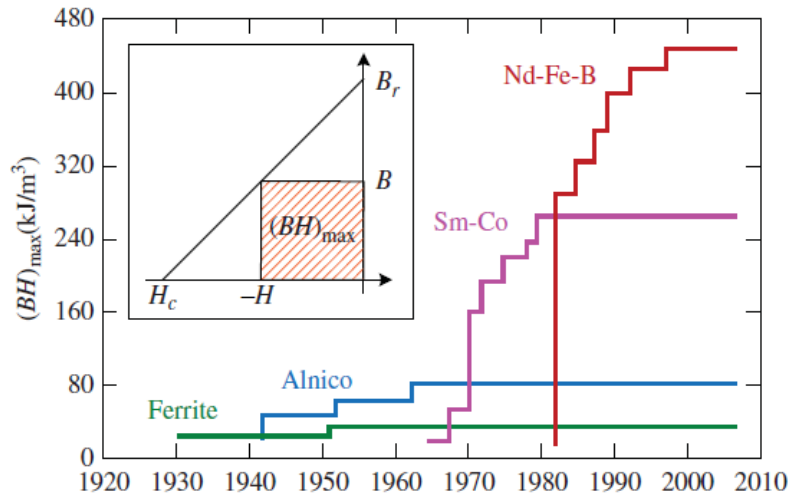 480
400
320
240
160
80
0
(BH)max(kJ/m³)
1920 1930 1940 1950 1960 1970 1980 1990 2000 2010
Nd-Fe-B
Sm-Co
Alnico
Ferrite
Br
B
(BH)max
Hc
–H